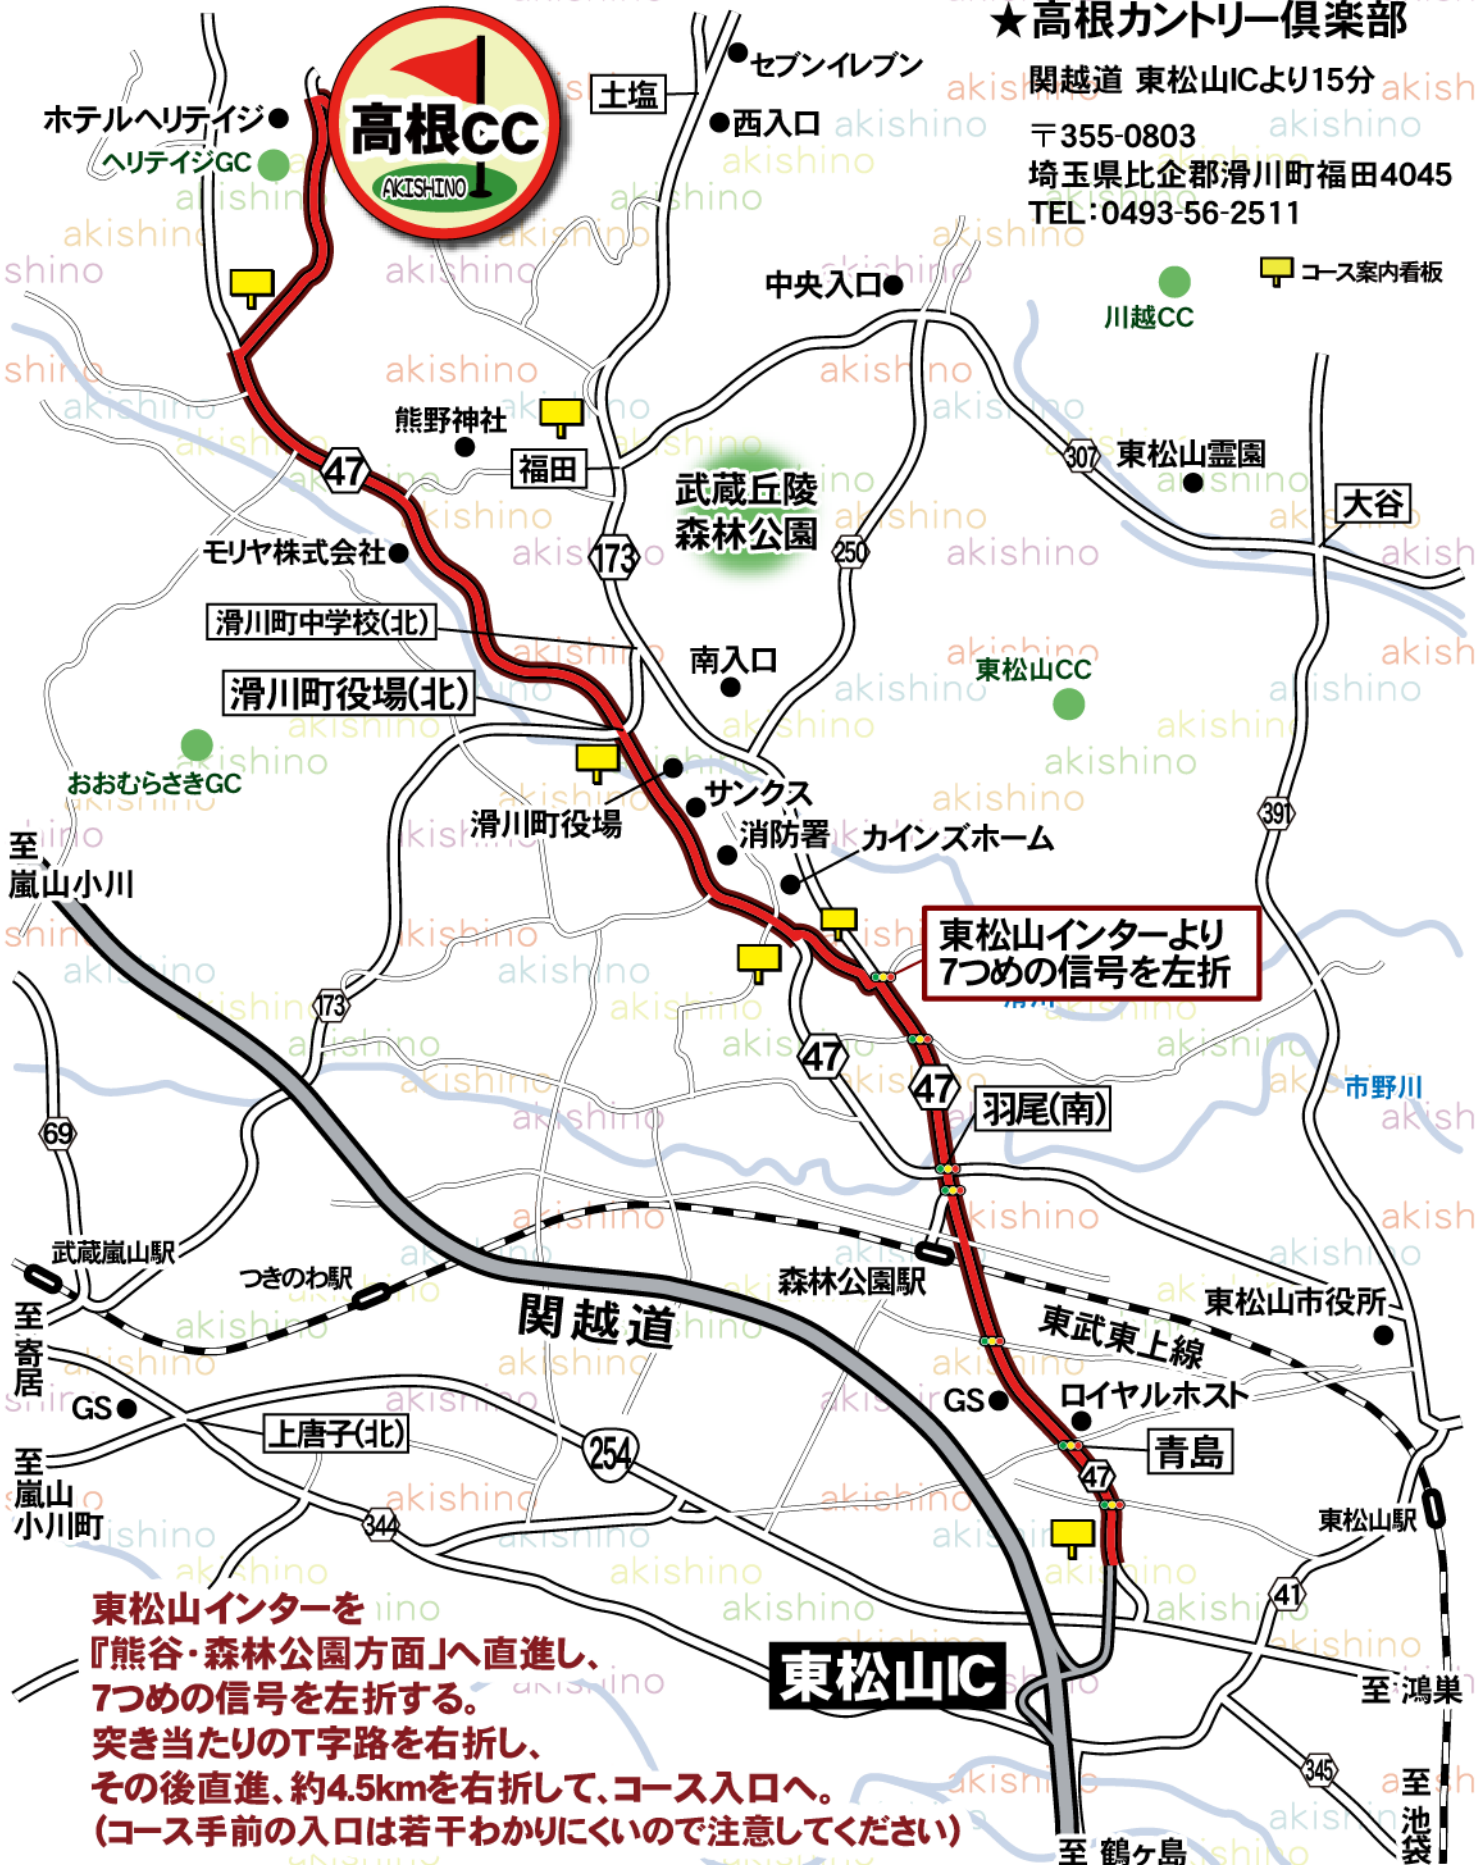 ★高根カントリー倶楽部
関越道 東松山ICより15分
〒355-0803
埼玉県比企郡滑川町福田4045
TEL：0493-56-2511
コース案内看板
高根CC
AKISHINO
ホテルヘリテイジ
ヘリテイジGC
土塩
セブンイレブン
西入口
中央入口
川越CC
熊野神社
福田
47
武蔵丘陵
森林公園
307
東松山霊園
大谷
モリヤ株式会社
173
250
滑川町中学校(北)
南入口
滑川町役場(北)
東松山CC
おおむらさきGC
滑川町役場
サンクス
消防署
カインズホーム
391
至
嵐山小川
東松山インターより
7つめの信号を左折
滑川
173
47
47
羽尾(南)
市野川
69
武蔵嵐山駅
つきのわ駅
森林公園駅
関越道
東武東上線
東松山市役所
至
寄居
GS
上唐子(北)
254
GS
ロイヤルホスト
青島
47
至
嵐山
小川町
344
東松山駅
41
東松山インターを
『熊谷・森林公園方面」へ直進し、
7つめの信号を左折する。
突き当たりのT字路を右折し、
その後直進、約4.5kmを右折して、コース入口へ。
(コース手前の入口は若干わかりにくいので注意してください)
東松山IC
至 鴻巣
345
至
池袋
至 鶴ヶ島